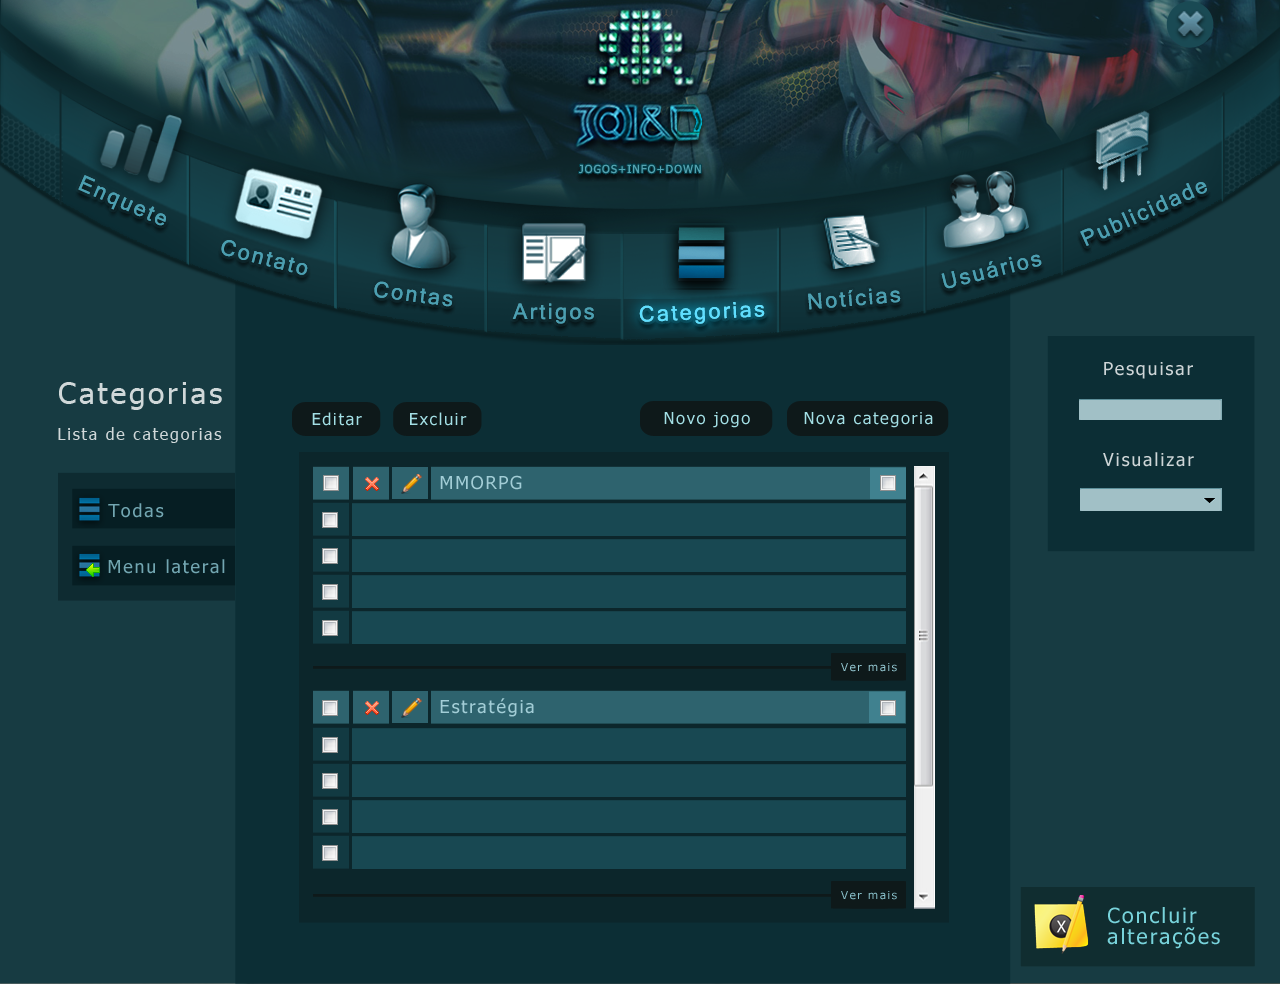 JOI&D
JOGOS+INFO+DOWN
Enquete
Contato
Contas
Artigos
Categorias
Notícias
Usuários
Publicidade
Categorias
Lista de categorias
Todas
Menu lateral
Editar
Excluir
Novo jogo
Nova categoria
MMORPG
Ver mais
Estratégia
Ver mais
Pesquisar
Visualizar
X
Concluir
alterações